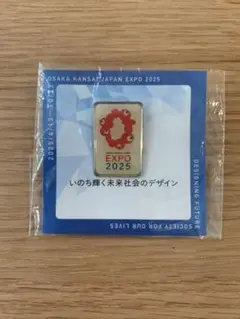 OSAKA KANSAI JAPAN EXPO 2025
EXPO
2025
いのち輝く未来社会のデザイン
DESIGNING FUTURE
SOCIETY FOR OUR LIVES